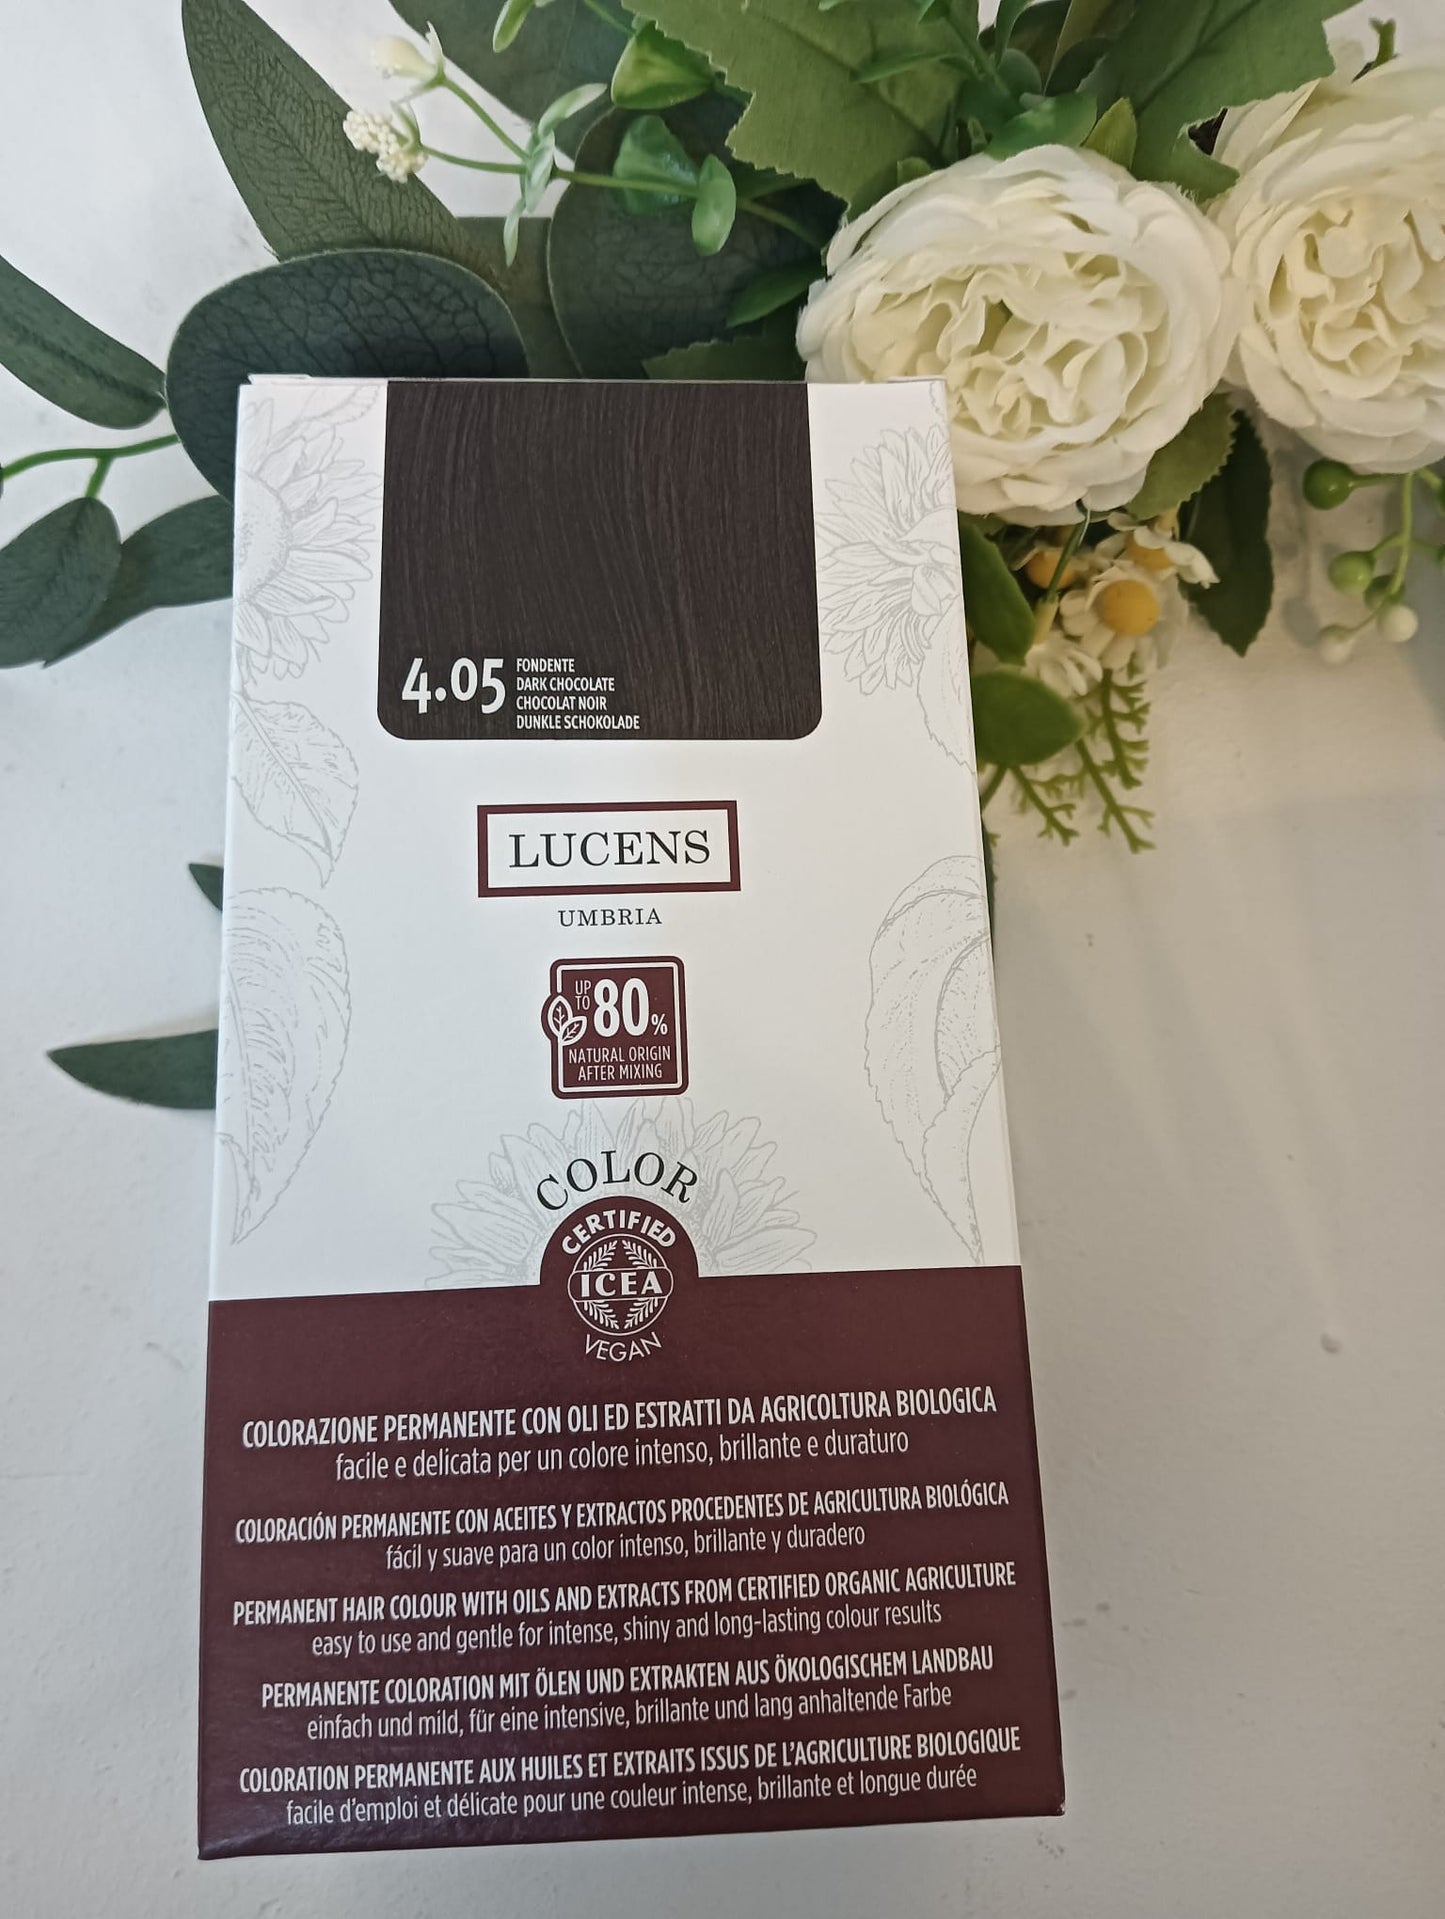 4.05
FONDENTE
DARK CHOCOLATE
CHOCOLAT NOIR
DUNKLE SCHOKOLADE
LUCENS
UMBRIA
UP TO 80%
NATURAL ORIGIN
AFTER MIXING
COLOR
CERTIFIED
ICEA
VEGAN
COLORAZIONE PERMANENTE CON OLI ED ESTRATTI DA AGRICOLTURA BIOLOGICA
facile e delicata per un colore intenso, brillante e duraturo
COLORACIÓN PERMANENTE CON ACEITES Y EXTRACTOS PROCEDENTES DE AGRICULTURA BIOLÓGICA
fácil y suave para un color intenso, brillante y duradero
PERMANENT HAIR COLOUR WITH OILS AND EXTRACTS FROM CERTIFIED ORGANIC AGRICULTURE
easy to use and gentle for intense, shiny and long-lasting colour results
PERMANENTE COLORATION MIT ÖLEN UND EXTRAKTEN AUS ÖKOLOGISCHEM LANDBAU
einfach und mild, für eine intensive, brillante und lang anhaltende Farbe
COLORATION PERMANENTE AUX HUILES ET EXTRAITS ISSUS DE L'AGRICULTURE BIOLOGIQUE
facile d'emploi et délicate pour une couleur intense, brillante et longue durée